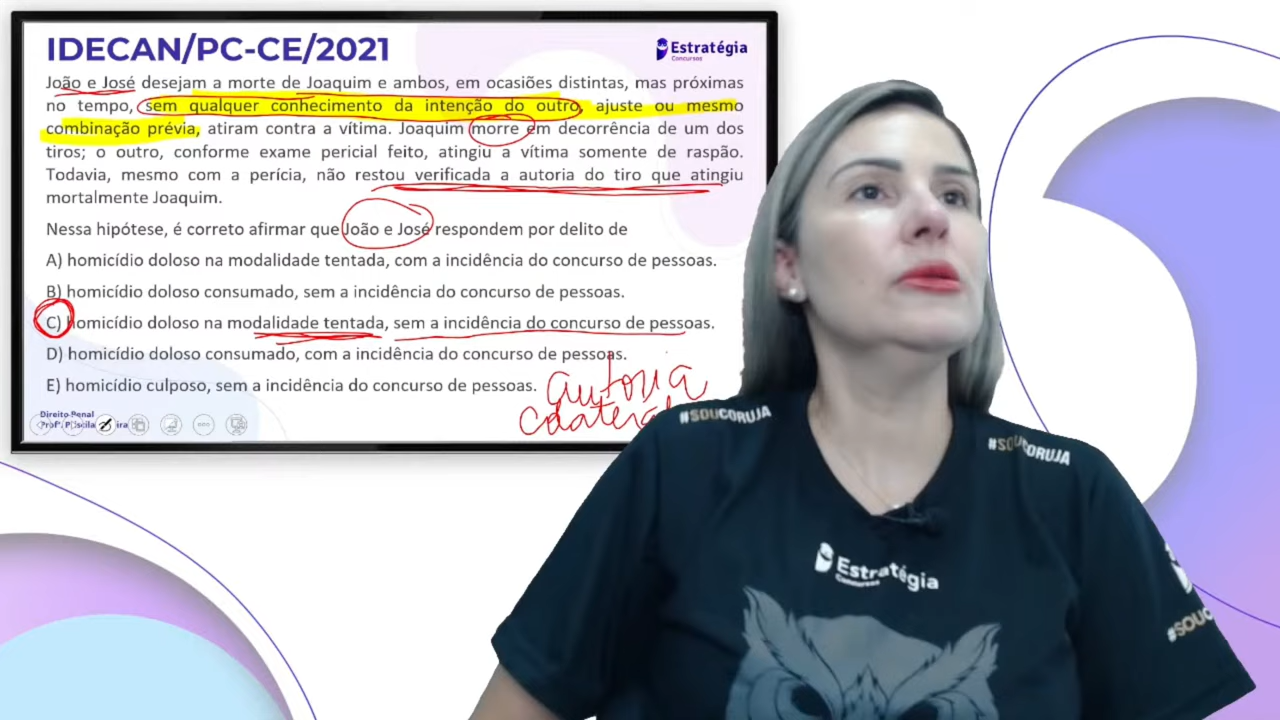 IDECAN/PC-CE/2021
Estratégia
Concursos
João e José desejam a morte de Joaquim e ambos, em ocasiões distintas, mas próximas
no tempo, sem qualquer conhecimento da intenção do outro, ajuste ou mesmo
combinação prévia, atiram contra a vítima. Joaquim morre em decorrência de um dos
tiros; o outro, conforme exame pericial feito, atingiu a vítima somente de raspão.
Todavia, mesmo com a perícia, não restou verificada a autoria do tiro que atingiu
mortalmente Joaquim.
Nessa hipótese, é correto afirmar que João e José respondem por delito de
A) homicídio doloso na modalidade tentada, com a incidência do concurso de pessoas.
B) homicídio doloso consumado, sem a incidência do concurso de pessoas.
C) homicídio doloso na modalidade tentada, sem a incidência do concurso de pessoas.
D) homicídio doloso consumado, com a incidência do concurso de pessoas.
E) homicídio culposo, sem a incidência do concurso de pessoas.
autoria
Direito Penal
#SOUCORUJA
#SOUCORUJA
Estratégia
Concursos
#SOUC